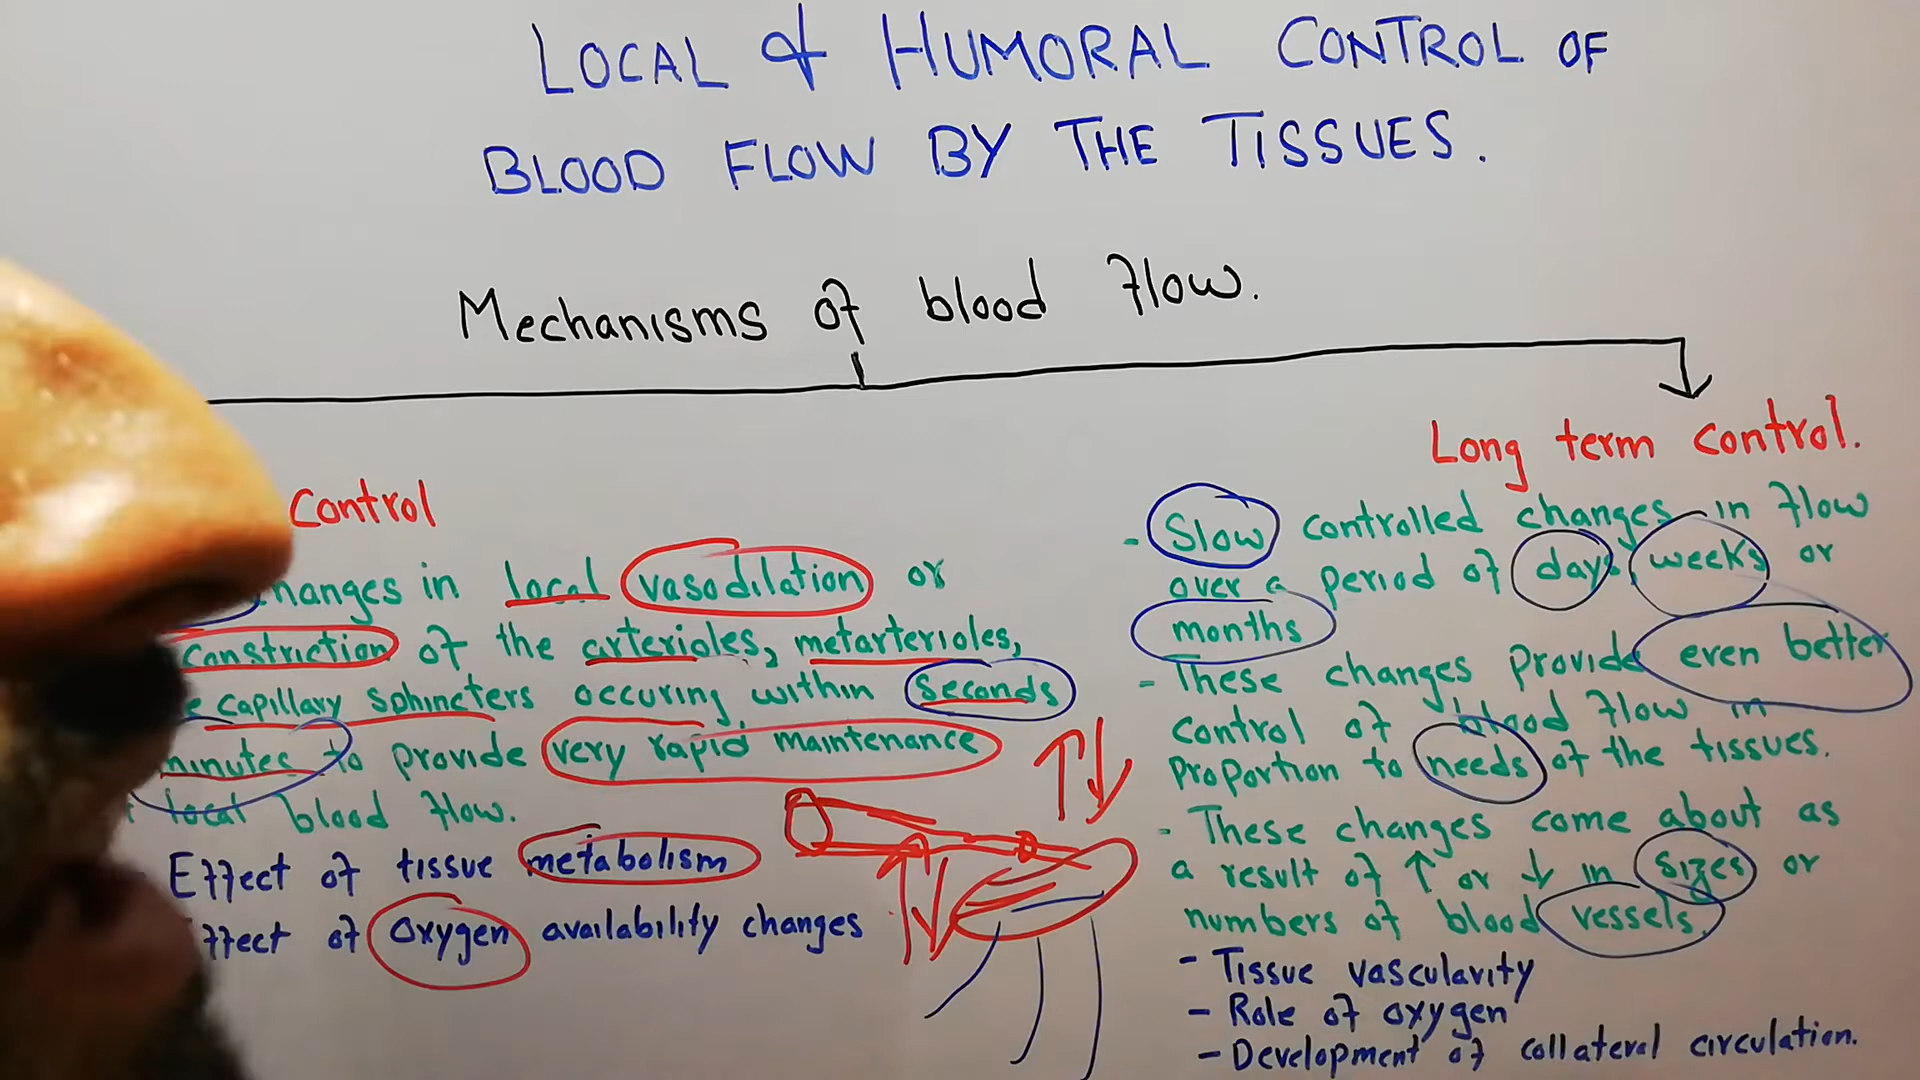 LOCAL & HUMORAL CONTROL OF
BLOOD FLOW BY THE TISSUES.
Mechanisms of blood flow.
Control
hanges in local vasodilation or
constriction of the arterioles, metarterioles,
e capillary sphincters occuring within seconds
minutes to provide very rapid maintenance
local blood flow.
Effect of tissue metabolism
ffect of oxygen availability changes
Long term control.
- Slow controlled changes in flow
over a period of days, weeks or
months
- These changes provide even better
control of blood flow in
proportion to needs of the tissues.
- These changes come about as
a result of ↑ or ↓ in sizes or
numbers of blood vessels.
- Tissue vascularity
- Role of oxygen
- Development of collateral circulation.